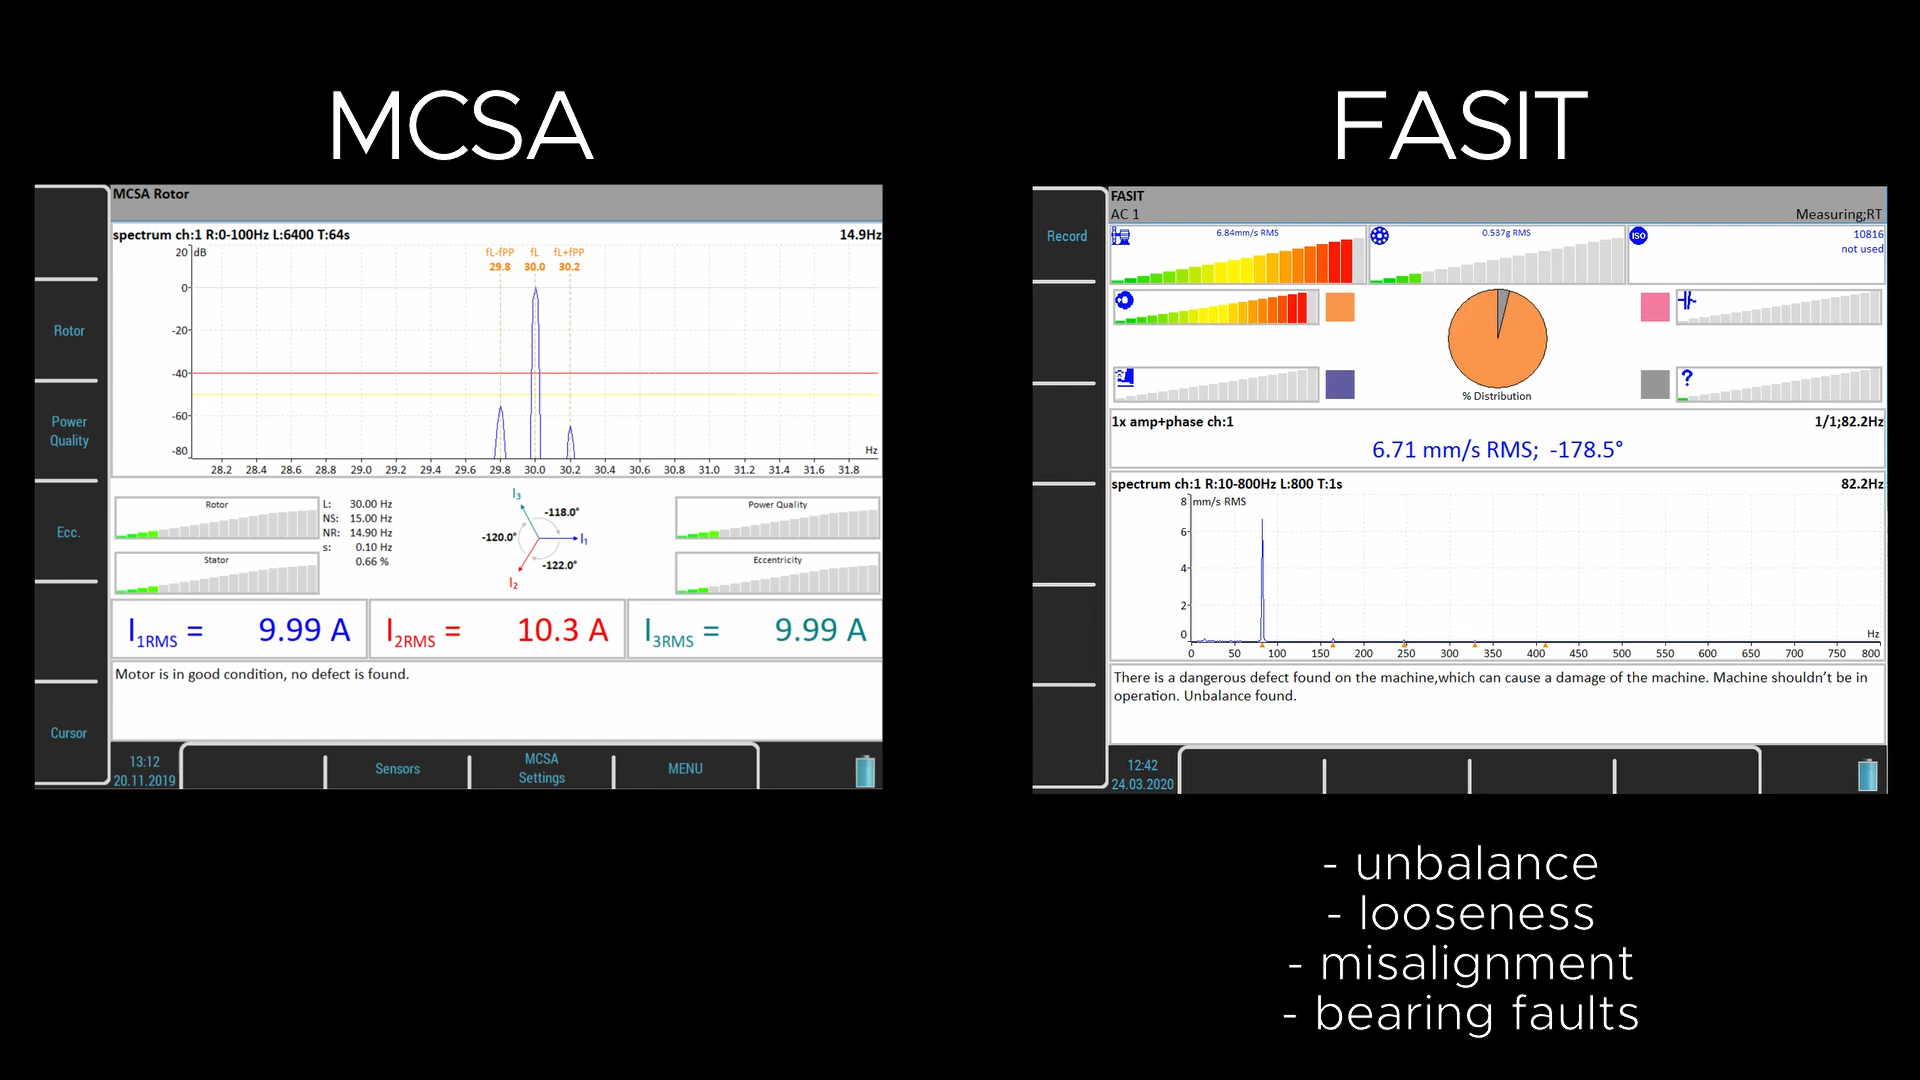 MCSA
MCSA Rotor
spectrum ch:1 R:0-100Hz L:6400 T:64s 14.9Hz
20 dB
fL-fPP fL fL+fPP
29.8 30.0 30.2
0
-20
-40
-60
-80
Hz
28.2 28.4 28.6 28.8 29.0 29.2 29.4 29.6 29.8 30.0 30.2 30.4 30.6 30.8 31.0 31.2 31.4 31.6 31.8
Rotor
Stator
L: 30.00 Hz
NS: 15.00 Hz
NR: 14.90 Hz
s: 0.10 Hz
0.66 %
I3
-118.0°
-120.0°
I1
-122.0°
I2
Power Quality
Eccentricity
I1RMS = 9.99 A
I2RMS = 10.3 A
I3RMS = 9.99 A
Motor is in good condition, no defect is found.
Rotor
Power
Quality
Ecc.
Cursor
13:12
20.11.2019
Sensors
MCSA
Settings
MENU
FASIT
FASIT
AC 1
Measuring;RT
Record
6.84mm/s RMS
0.537g RMS
ISO
10816
not used
?
% Distribution
1x amp+phase ch:1 1/1;82.2Hz
6.71 mm/s RMS; -178.5°
spectrum ch:1 R:10-800Hz L:800 T:1s 82.2Hz
8 mm/s RMS
6
4
2
0
Hz
0 50 100 150 200 250 300 350 400 450 500 550 600 650 700 750 800
There is a dangerous defect found on the machine,which can cause a damage of the machine. Machine shouldn't be in
operation. Unbalance found.
12:42
24.03.2020
- unbalance
- looseness
- misalignment
- bearing faults